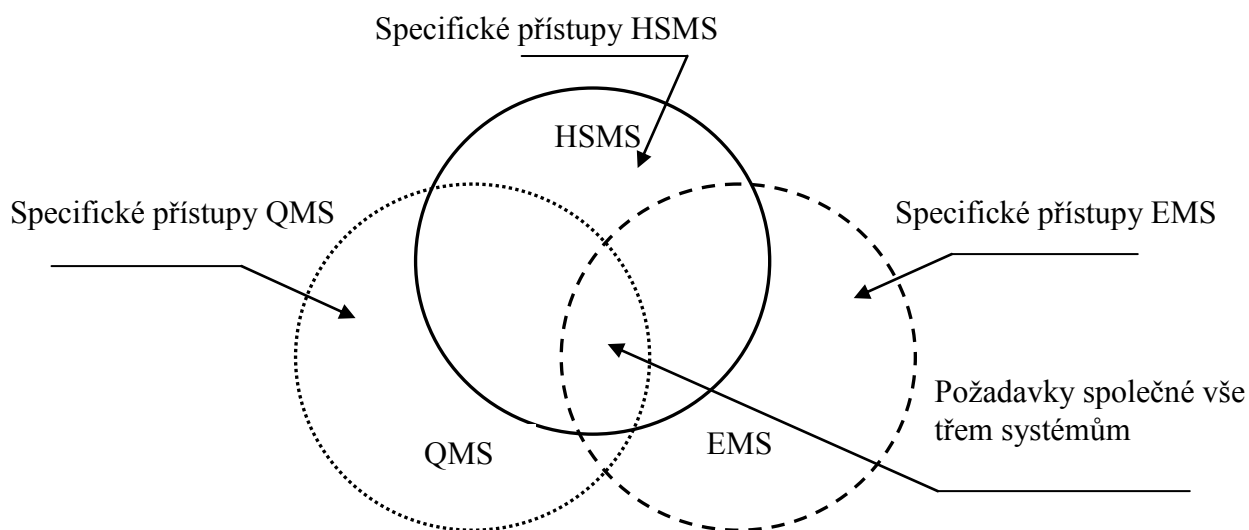 Specifické přístupy HSMS
HSMS
Specifické přístupy QMS
Specifické přístupy EMS
Požadavky společné vše
třem systémům
QMS
EMS